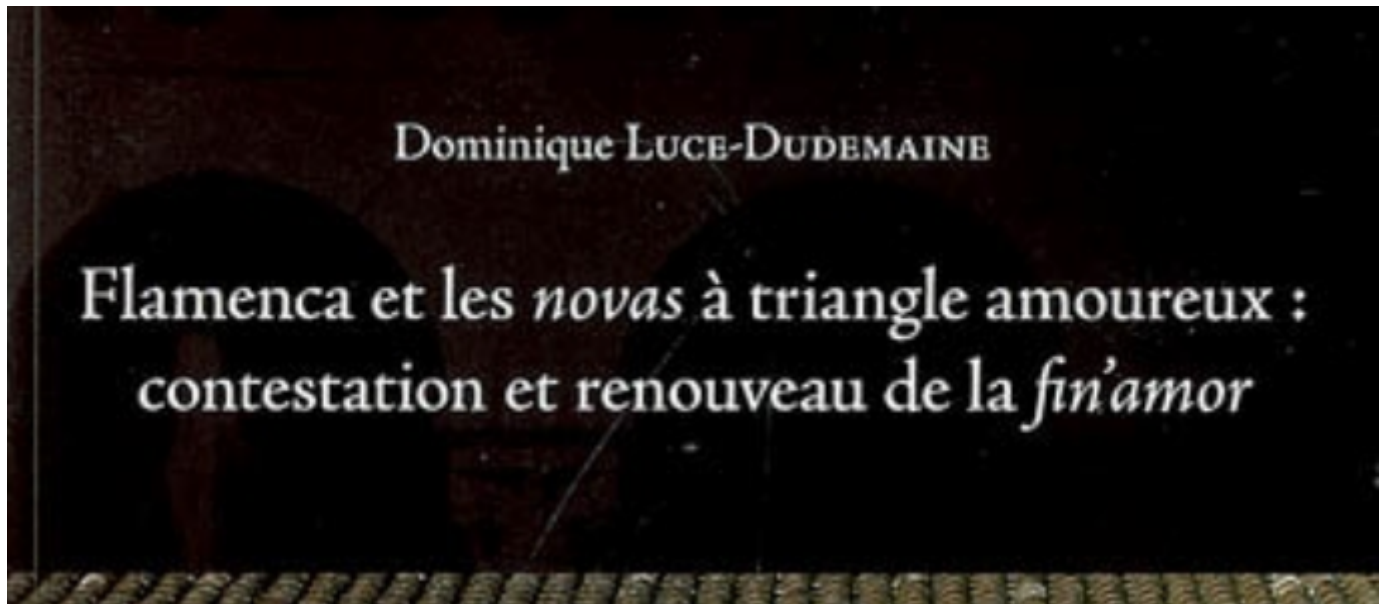 Dominique LUCE-DUDEMAINE
Flamenca et les novas à triangle amoureux :
contestation et renouveau de la fin'amor